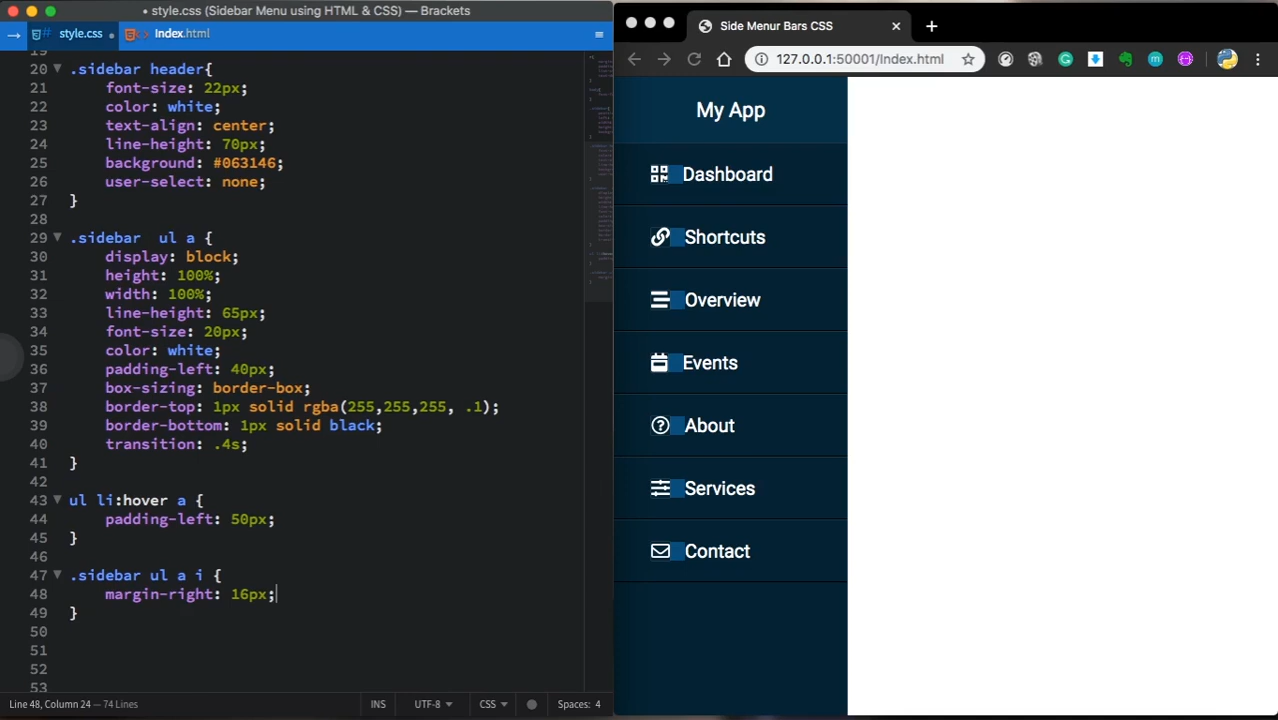 style.css (Sidebar Menu using HTML & CSS) — Brackets
style.css
Index.html
19
20 .sidebar header{
21 font-size: 22px;
22 color: white;
23 text-align: center;
24 line-height: 70px;
25 background: #063146;
26 user-select: none;
27 }
28
29 .sidebar  ul a {
30 display: block;
31 height: 100%;
32 width: 100%;
33 line-height: 65px;
34 font-size: 20px;
35 color: white;
36 padding-left: 40px;
37 box-sizing: border-box;
38 border-top: 1px solid rgba(255,255,255, .1);
39 border-bottom: 1px solid black;
40 transition: .4s;
41 }
42
43 ul li:hover a {
44 padding-left: 50px;
45 }
46
47 .sidebar ul a i {
48 margin-right: 16px;
49 }
50
51
52
53
Line 48, Column 24 — 74 Lines
INS
UTF-8
CSS
Spaces: 4
Side Menur Bars CSS
127.0.0.1:50001/Index.html
My App
Dashboard
Shortcuts
Overview
Events
About
Services
Contact